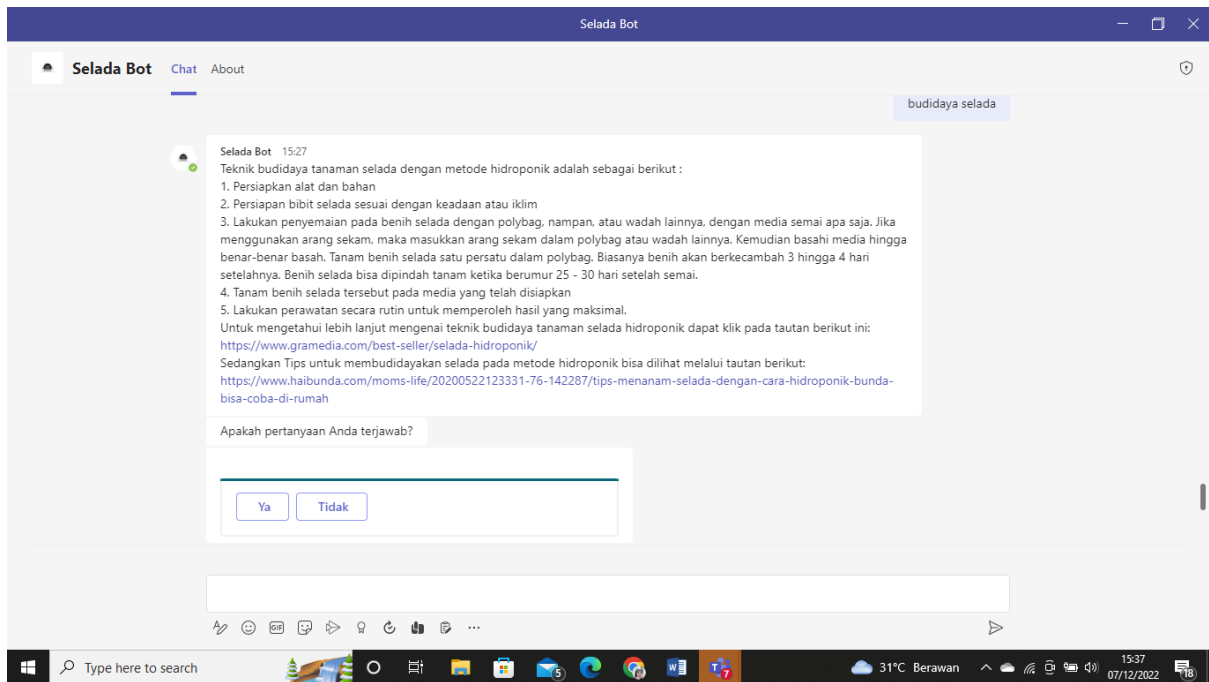 Selada Bot
Selada Bot Chat About
budidaya selada
Selada Bot 15:27
Teknik budidaya tanaman selada dengan metode hidroponik adalah sebagai berikut :
1. Persiapkan alat dan bahan
2. Persiapan bibit selada sesuai dengan keadaan atau iklim
3. Lakukan penyemaian pada benih selada dengan polybag, nampan, atau wadah lainnya, dengan media semai apa saja. Jika
menggunakan arang sekam, maka masukkan arang sekam dalam polybag atau wadah lainnya. Kemudian basahi media hingga
benar-benar basah. Tanam benih selada satu persatu dalam polybag. Biasanya benih akan berkecambah 3 hingga 4 hari
setelahnya. Benih selada bisa dipindah tanam ketika berumur 25 - 30 hari setelah semai.
4. Tanam benih selada tersebut pada media yang telah disiapkan
5. Lakukan perawatan secara rutin untuk memperoleh hasil yang maksimal.
Untuk mengetahui lebih lanjut mengenai teknik budidaya tanaman selada hidroponik dapat klik pada tautan berikut ini:
https://www.gramedia.com/best-seller/selada-hidroponik/
Sedangkan Tips untuk membudidayakan selada pada metode hidroponik bisa dilihat melalui tautan berikut:
https://www.haibunda.com/moms-life/20200522123331-76-142287/tips-menanam-selada-dengan-cara-hidroponik-bunda-
bisa-coba-di-rumah
Apakah pertanyaan Anda terjawab?
Ya Tidak
GIF
Type here to search
5
W
T
7
31°C Berawan
15:37
07/12/2022
18